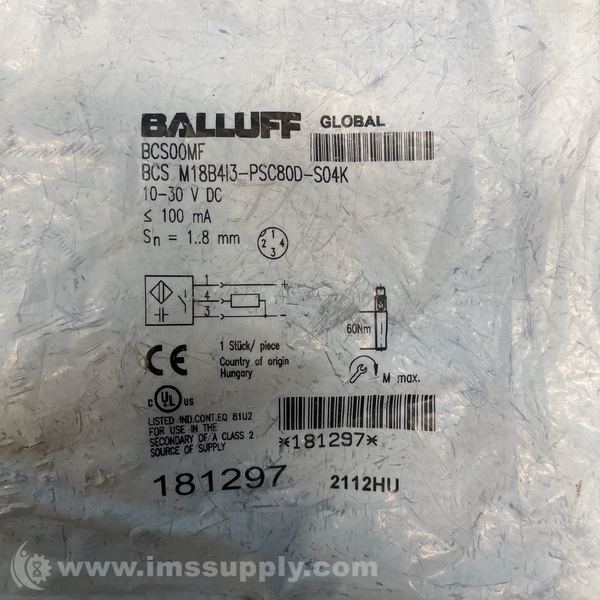 BALLUFF GLOBAL
BCS00MF
BCS M18B4I3-PSC80D-S04K
10-30 V DC
≤ 100 mA
Sn = 1..8 mm
1
2 4
3
1 +
4
3 -
60Nm
1 Stück/ piece
Country of origin
Hungary
CE
M max.
c UL us
LISTED IND.CONT.EQ 81U2
FOR USE IN THE
SECONDARY OF/A CLASS 2
SOURCE OF SUPPLY
*181297*
181297 2112HU
www.imssupply.com